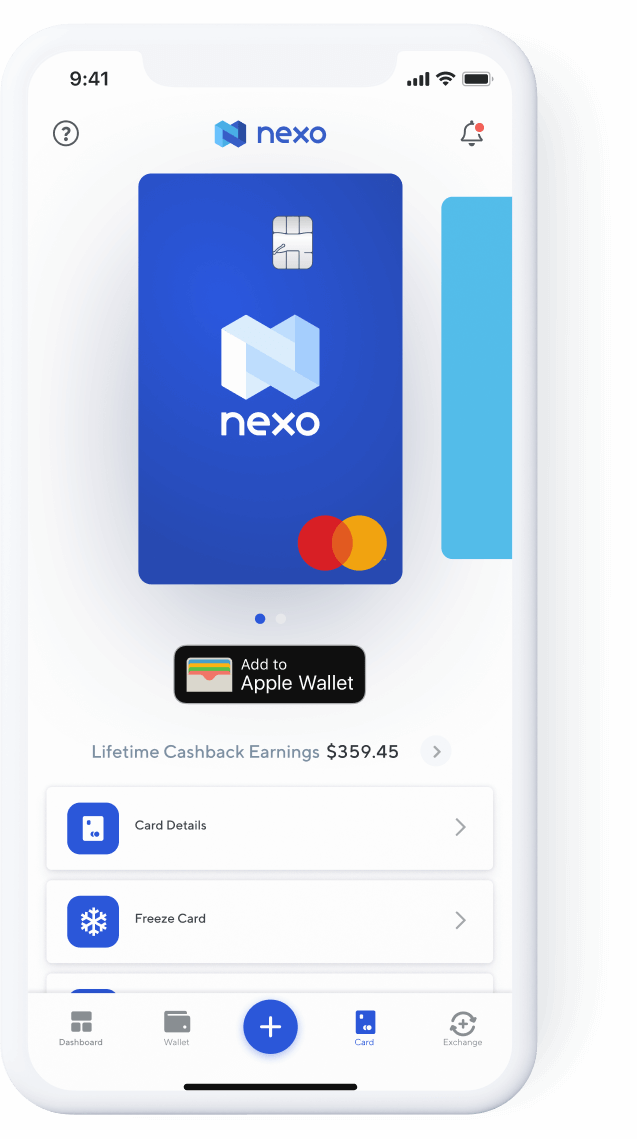 9:41
nexo
nexo
Add to
Apple Wallet
Lifetime Cashback Earnings $359.45
Card Details
Freeze Card
Dashboard
Wallet
Card
Exchange